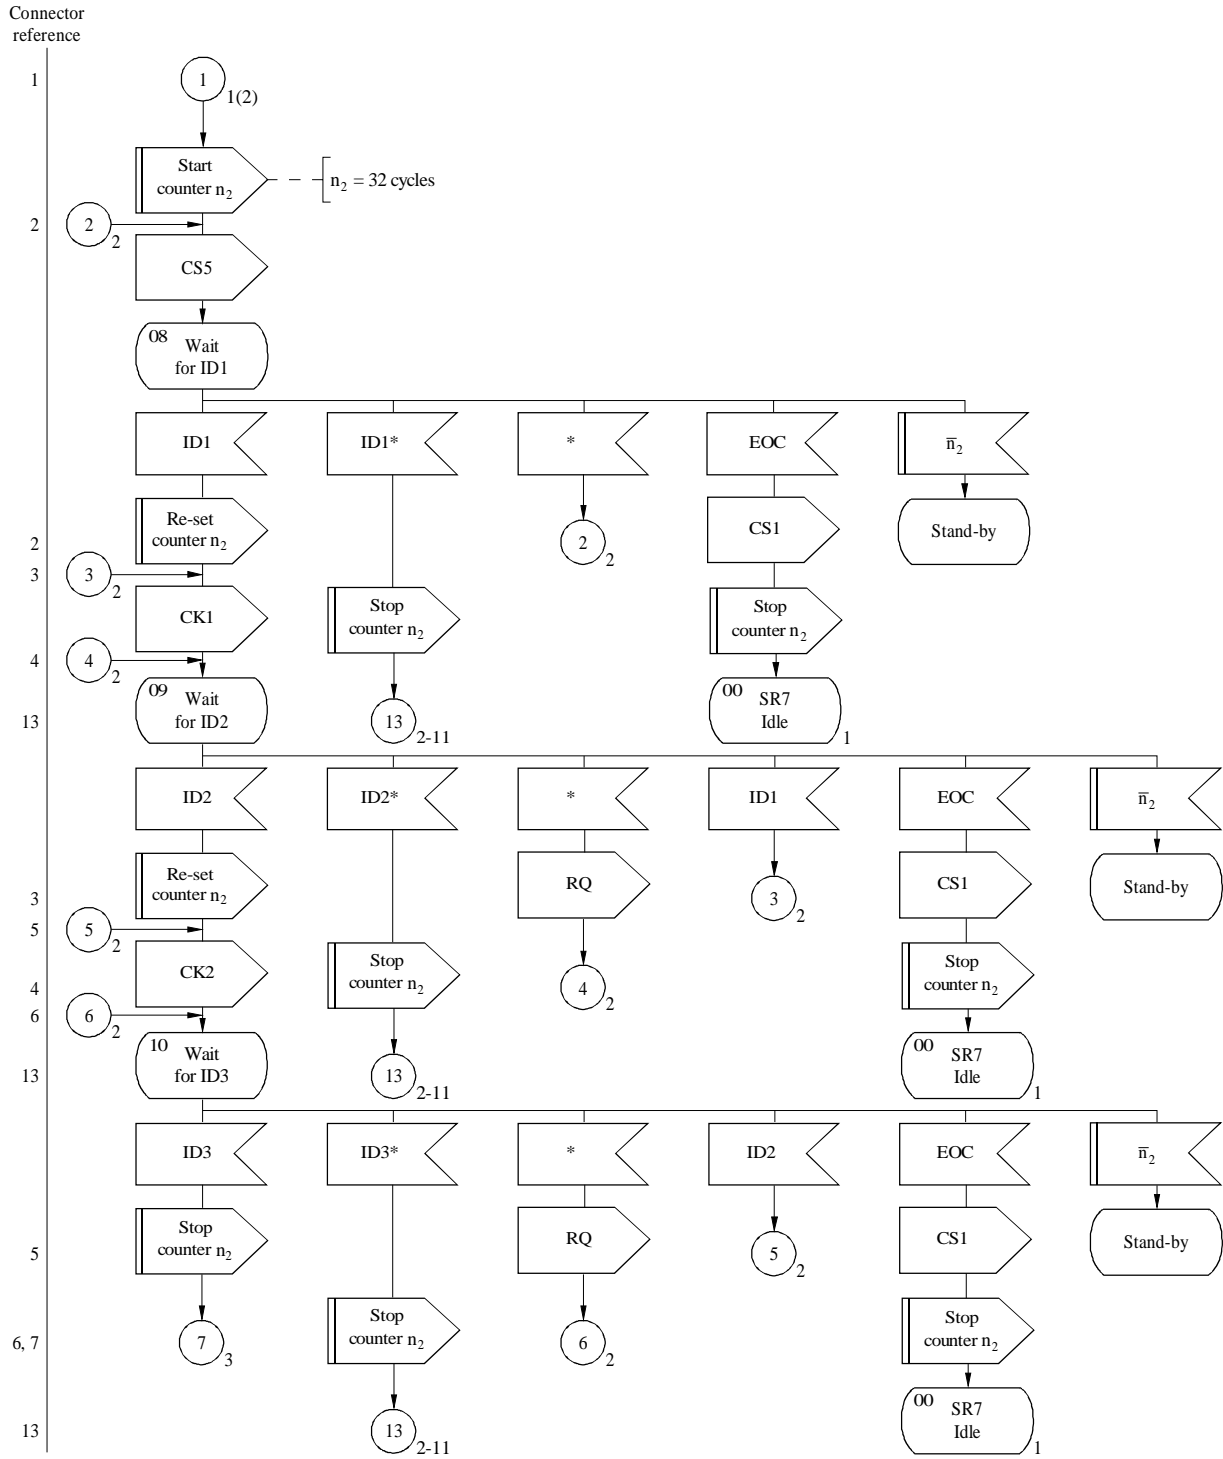 Connector
reference
1
1
1(2)
Start
counter n2
n2 = 32 cycles
2
2
2
CS5
08
Wait
for ID1
ID1
ID1*
*
EOC
n̅2
Re-set
counter n2
2
2
CS1
Stand-by
2
3
3
2
CK1
Stop
counter n2
Stop
counter n2
4
4
2
09
Wait
for ID2
13
2-11
00
SR7
Idle
1
13
ID2
ID2*
*
ID1
EOC
n̅2
Re-set
counter n2
RQ
3
2
CS1
Stand-by
3
5
5
2
CK2
Stop
counter n2
4
2
Stop
counter n2
4
6
6
2
10
Wait
for ID3
13
2-11
00
SR7
Idle
1
13
ID3
ID3*
*
ID2
EOC
n̅2
Stop
counter n2
RQ
5
2
CS1
Stand-by
5
7
3
Stop
counter n2
6
2
Stop
counter n2
6, 7
13
2-11
00
SR7
Idle
1
13